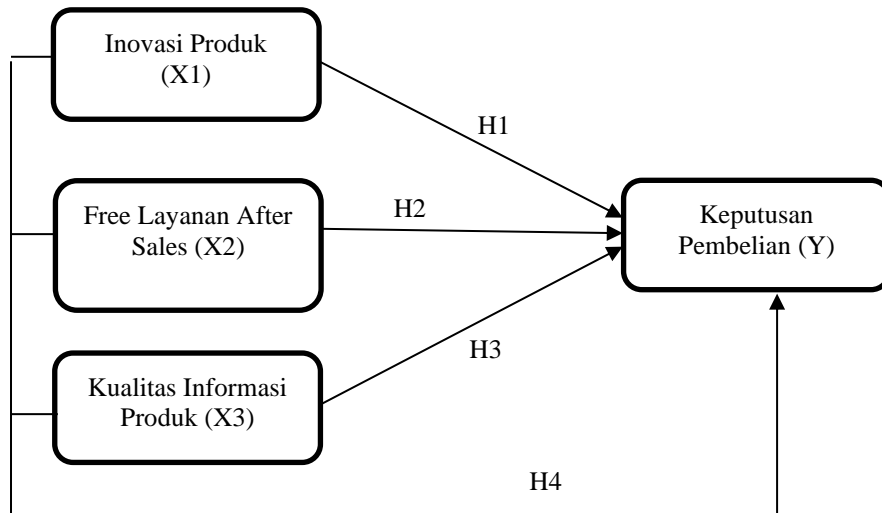 Inovasi Produk
(X1)
H1
Free Layanan After
Sales (X2)
H2
Keputusan
Pembelian (Y)
Kualitas Informasi
Produk (X3)
H3
H4